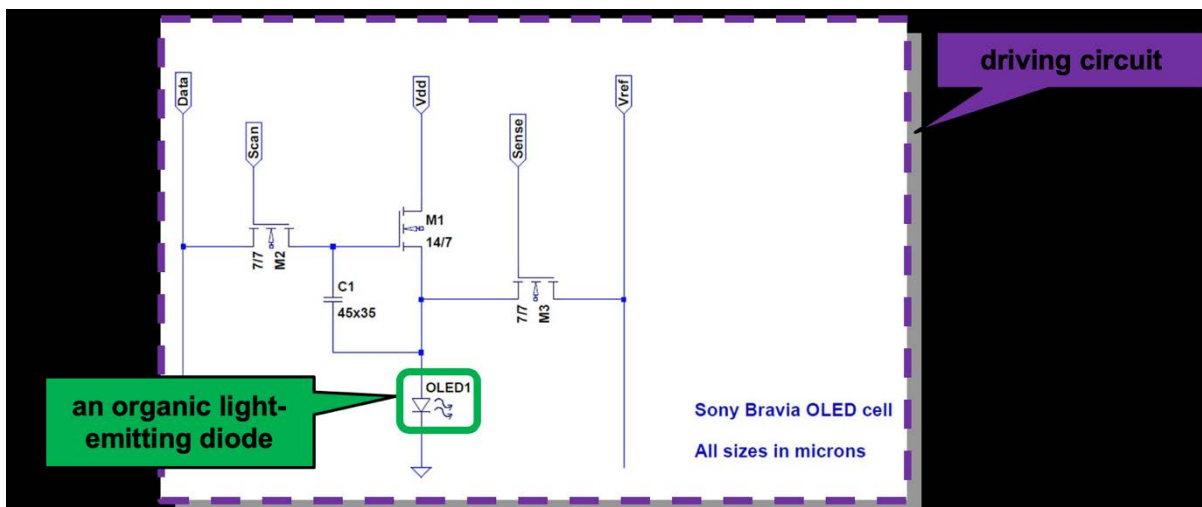 driving circuit
Data
Vdd
Vref
Scan
Sense
M1
14/7
7/7
M2
C1
45x35
7/7
M3
OLED1
an organic light-
emitting diode
Sony Bravia OLED cell
All sizes in microns